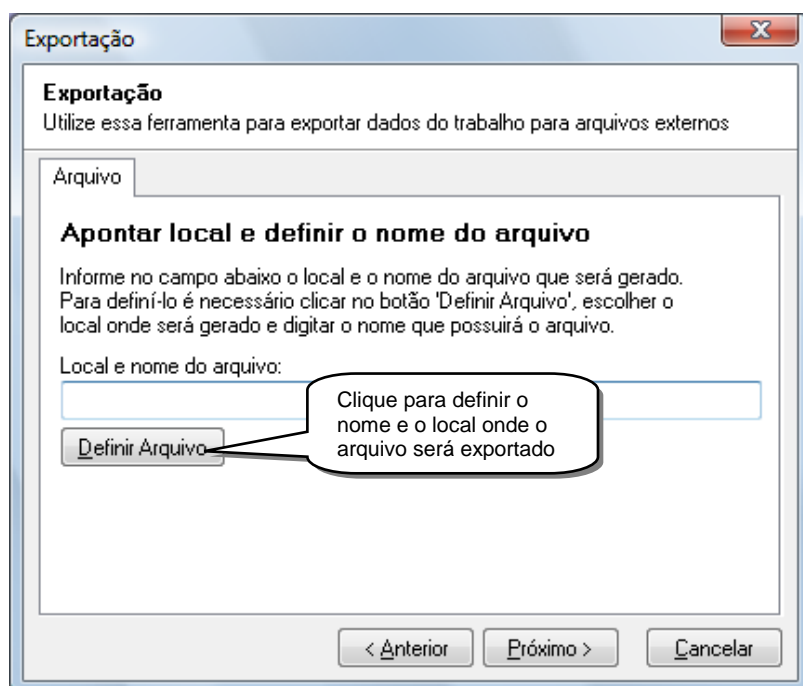 Exportação
Exportação
Utilize essa ferramenta para exportar dados do trabalho para arquivos externos
Arquivo
Apontar local e definir o nome do arquivo
Informe no campo abaixo o local e o nome do arquivo que será gerado.
Para definí-lo é necessário clicar no botão 'Definir Arquivo', escolher o
local onde será gerado e digitar o nome que possuirá o arquivo.
Local e nome do arquivo:
Clique para definir o
nome e o local onde o
arquivo será exportado
Definir Arquivo
< Anterior
Próximo >
Cancelar